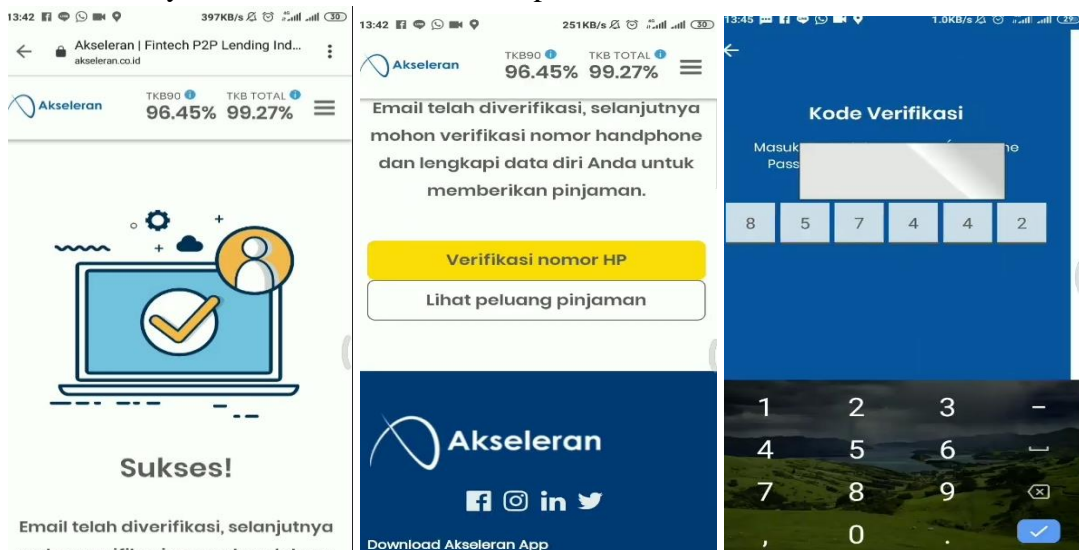 13:42 397KB/s 30
Akseleran | Fintech P2P Lending Ind...
akseleran.co.id
Akseleran
TKB90 TKB TOTAL
96.45% 99.27%
Sukses!
Email telah diverifikasi, selanjutnya
13:42 251KB/s 30
Akseleran
TKB90 TKB TOTAL
96.45% 99.27%
Email telah diverifikasi, selanjutnya
mohon verifikasi nomor handphone
dan lengkapi data diri Anda untuk
memberikan pinjaman.
Verifikasi nomor HP
Lihat peluang pinjaman
Akseleran
Download Akseleran App
13:45 1.0KB/s 29
Kode Verifikasi
8 5 7 4 4 2
1 2 3 -
4 5 6
7 8 9
, 0 .